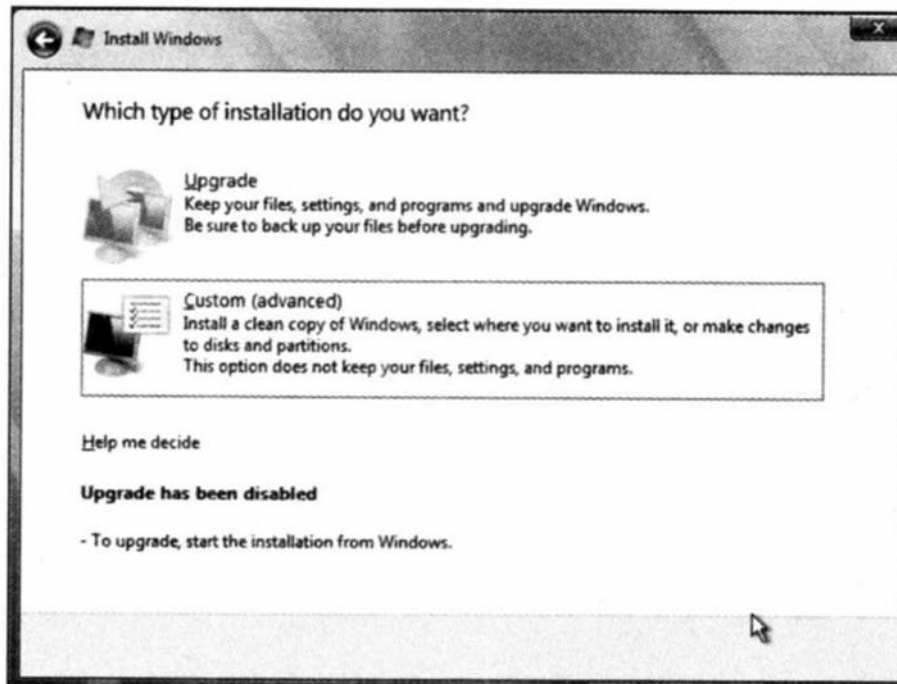 Install Windows
Which type of installation do you want?
Upgrade
Keep your files, settings, and programs and upgrade Windows.
Be sure to back up your files before upgrading.
Custom (advanced)
Install a clean copy of Windows, select where you want to install it, or make changes
to disks and partitions.
This option does not keep your files, settings, and programs.
Help me decide
Upgrade has been disabled
- To upgrade, start the installation from Windows.